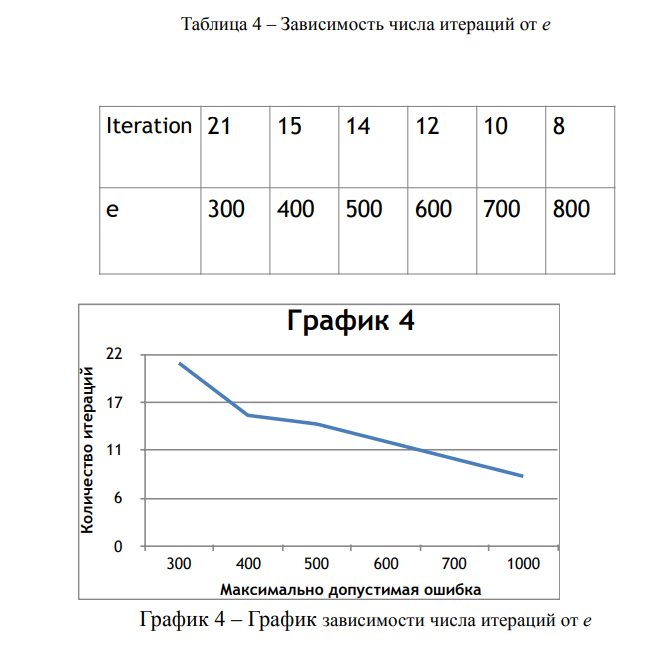 Таблица 4 – Зависимость числа итераций от e
Iteration 21 15 14 12 10 8
e 300 400 500 600 700 800
График 4
Количество итераций
22
17
11
6
0
300 400 500 600 700 1000
Максимально допустимая ошибка
График 4 – График зависимости числа итераций от e